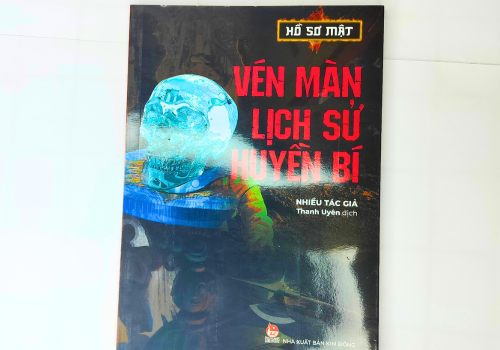 HỒ SƠ MẬT
VÉN MÀN
LỊCH SỬ
HUYỀN BÍ
NHIỀU TÁC GIẢ
Thanh Uyên dịch
NHÀ XUẤT BẢN KIM ĐỒNG